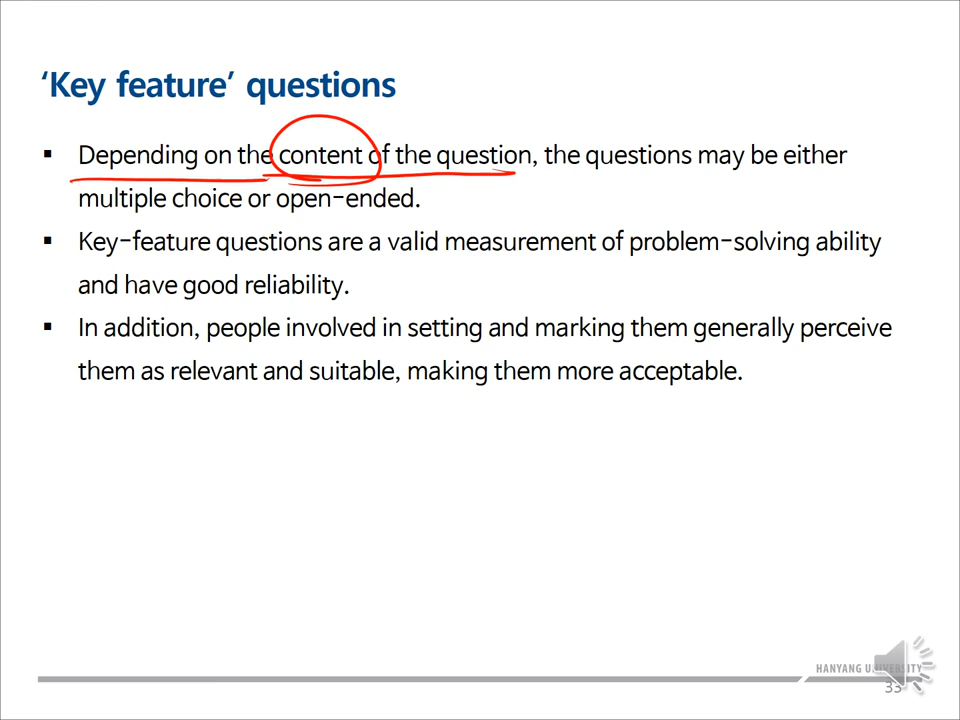 ‘Key feature’ questions
▪ Depending on the content of the question, the questions may be either
multiple choice or open-ended.
▪ Key-feature questions are a valid measurement of problem-solving ability
and have good reliability.
▪ In addition, people involved in setting and marking them generally perceive
them as relevant and suitable, making them more acceptable.
HANYANG UNIVERSITY
33